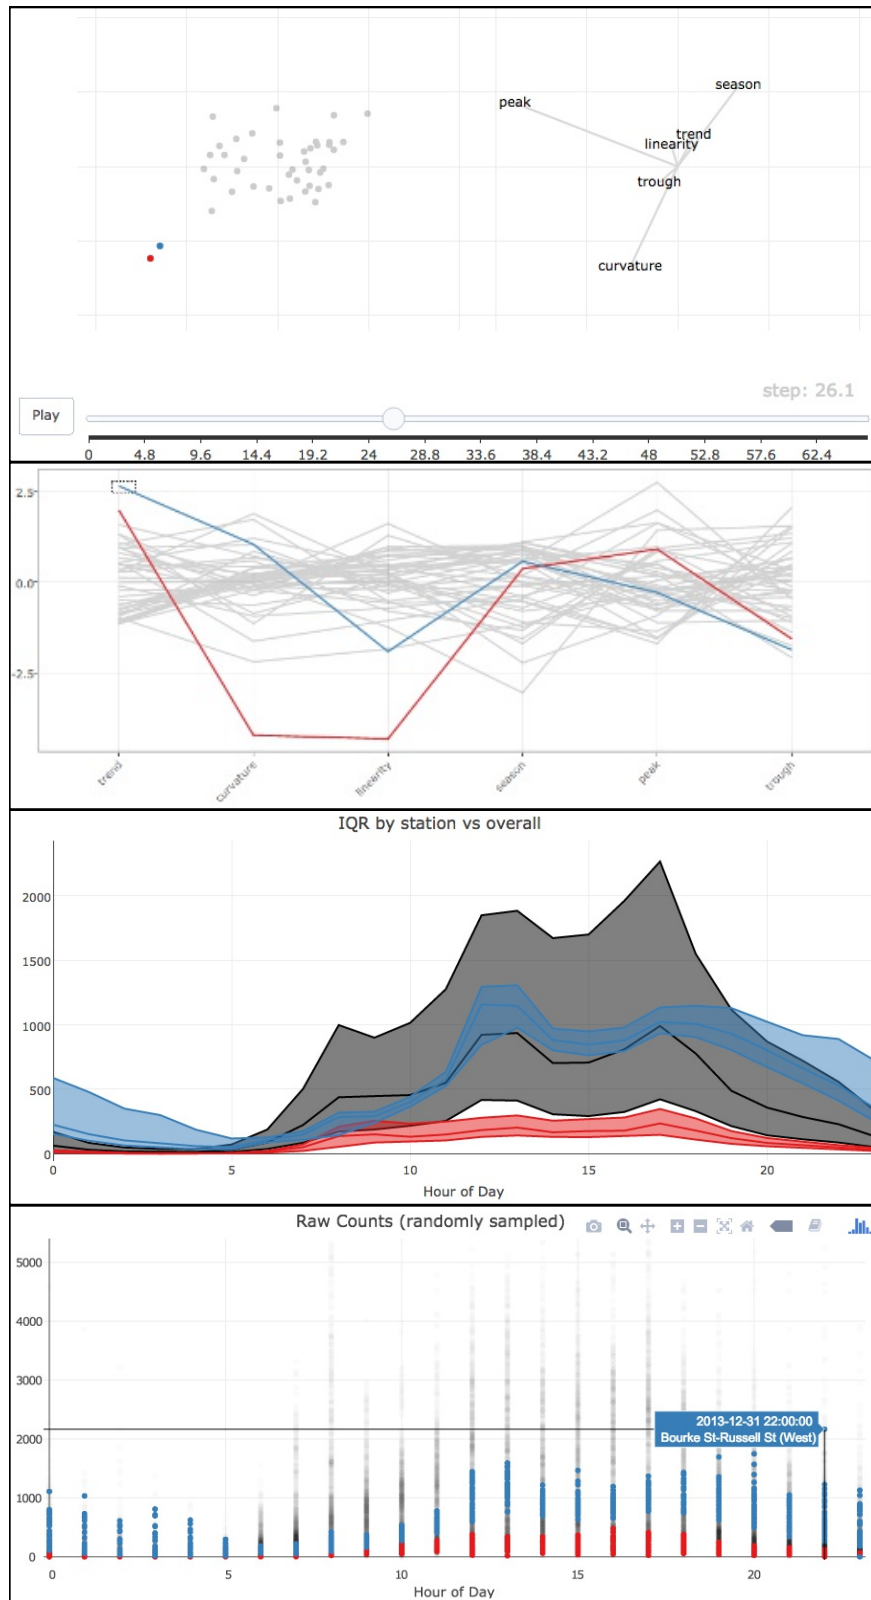 season
peak
trend
linearity
trough
curvature
step: 26.1
Play
0 4.8 9.6 14.4 19.2 24 28.8 33.6 38.4 43.2 48 52.8 57.6 62.4
2.5
0.0
-2.5
trend curvature linearity season peak trough
IQR by station vs overall
2000
1500
1000
500
0
0 5 10 15 20
Hour of Day
Raw Counts (randomly sampled)
5000
4000
3000
2013-12-31 22:00:00
Bourke St-Russell St (West)
2000
1000
0
0 5 10 15 20
Hour of Day